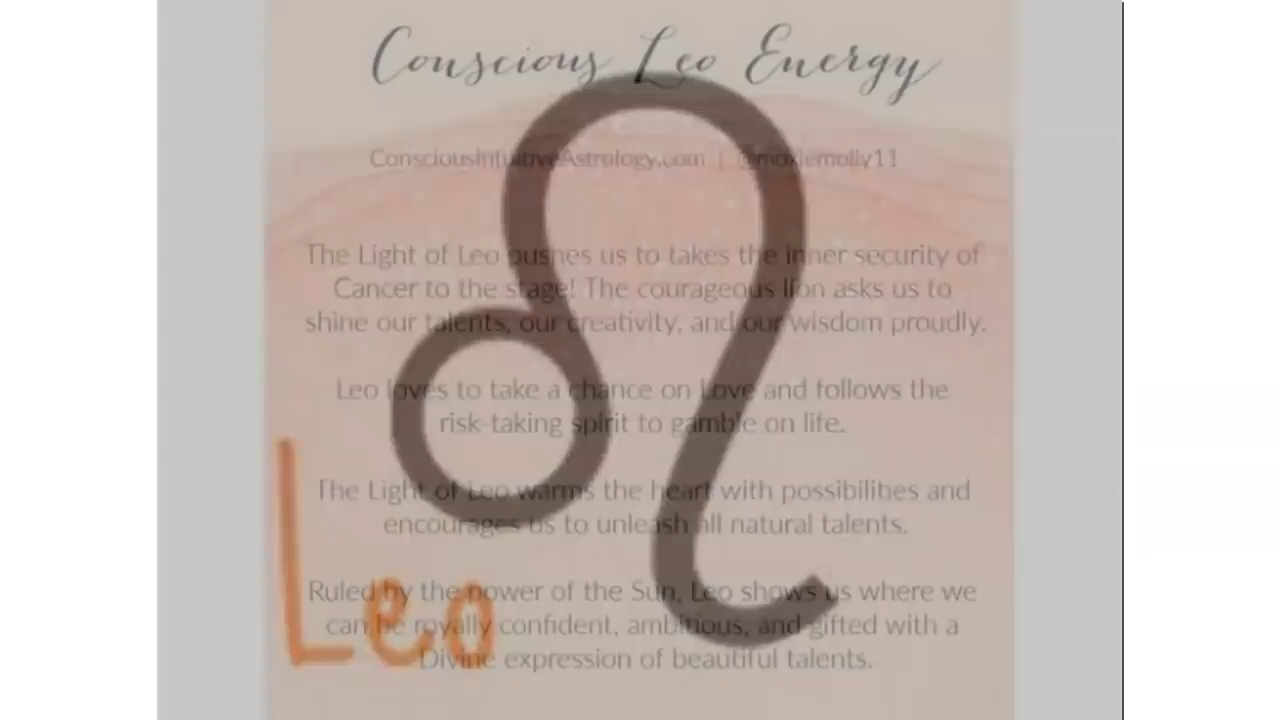 Conscious Leo Energy
ConsciousIntuitiveAstrology.com | @moxiemolly11
The Light of Leo pushes us to takes the inner security of
Cancer to the stage! The courageous lion asks us to
shine our talents, our creativity, and our wisdom proudly.
Leo loves to take a chance on Love and follows the
risk-taking spirit to gamble on life.
The Light of Leo warms the heart with possibilities and
encourages us to unleash all natural talents.
Ruled by the power of the Sun, Leo shows us where we
can be royally confident, ambitious, and gifted with a
Divine expression of beautiful talents.
Leo